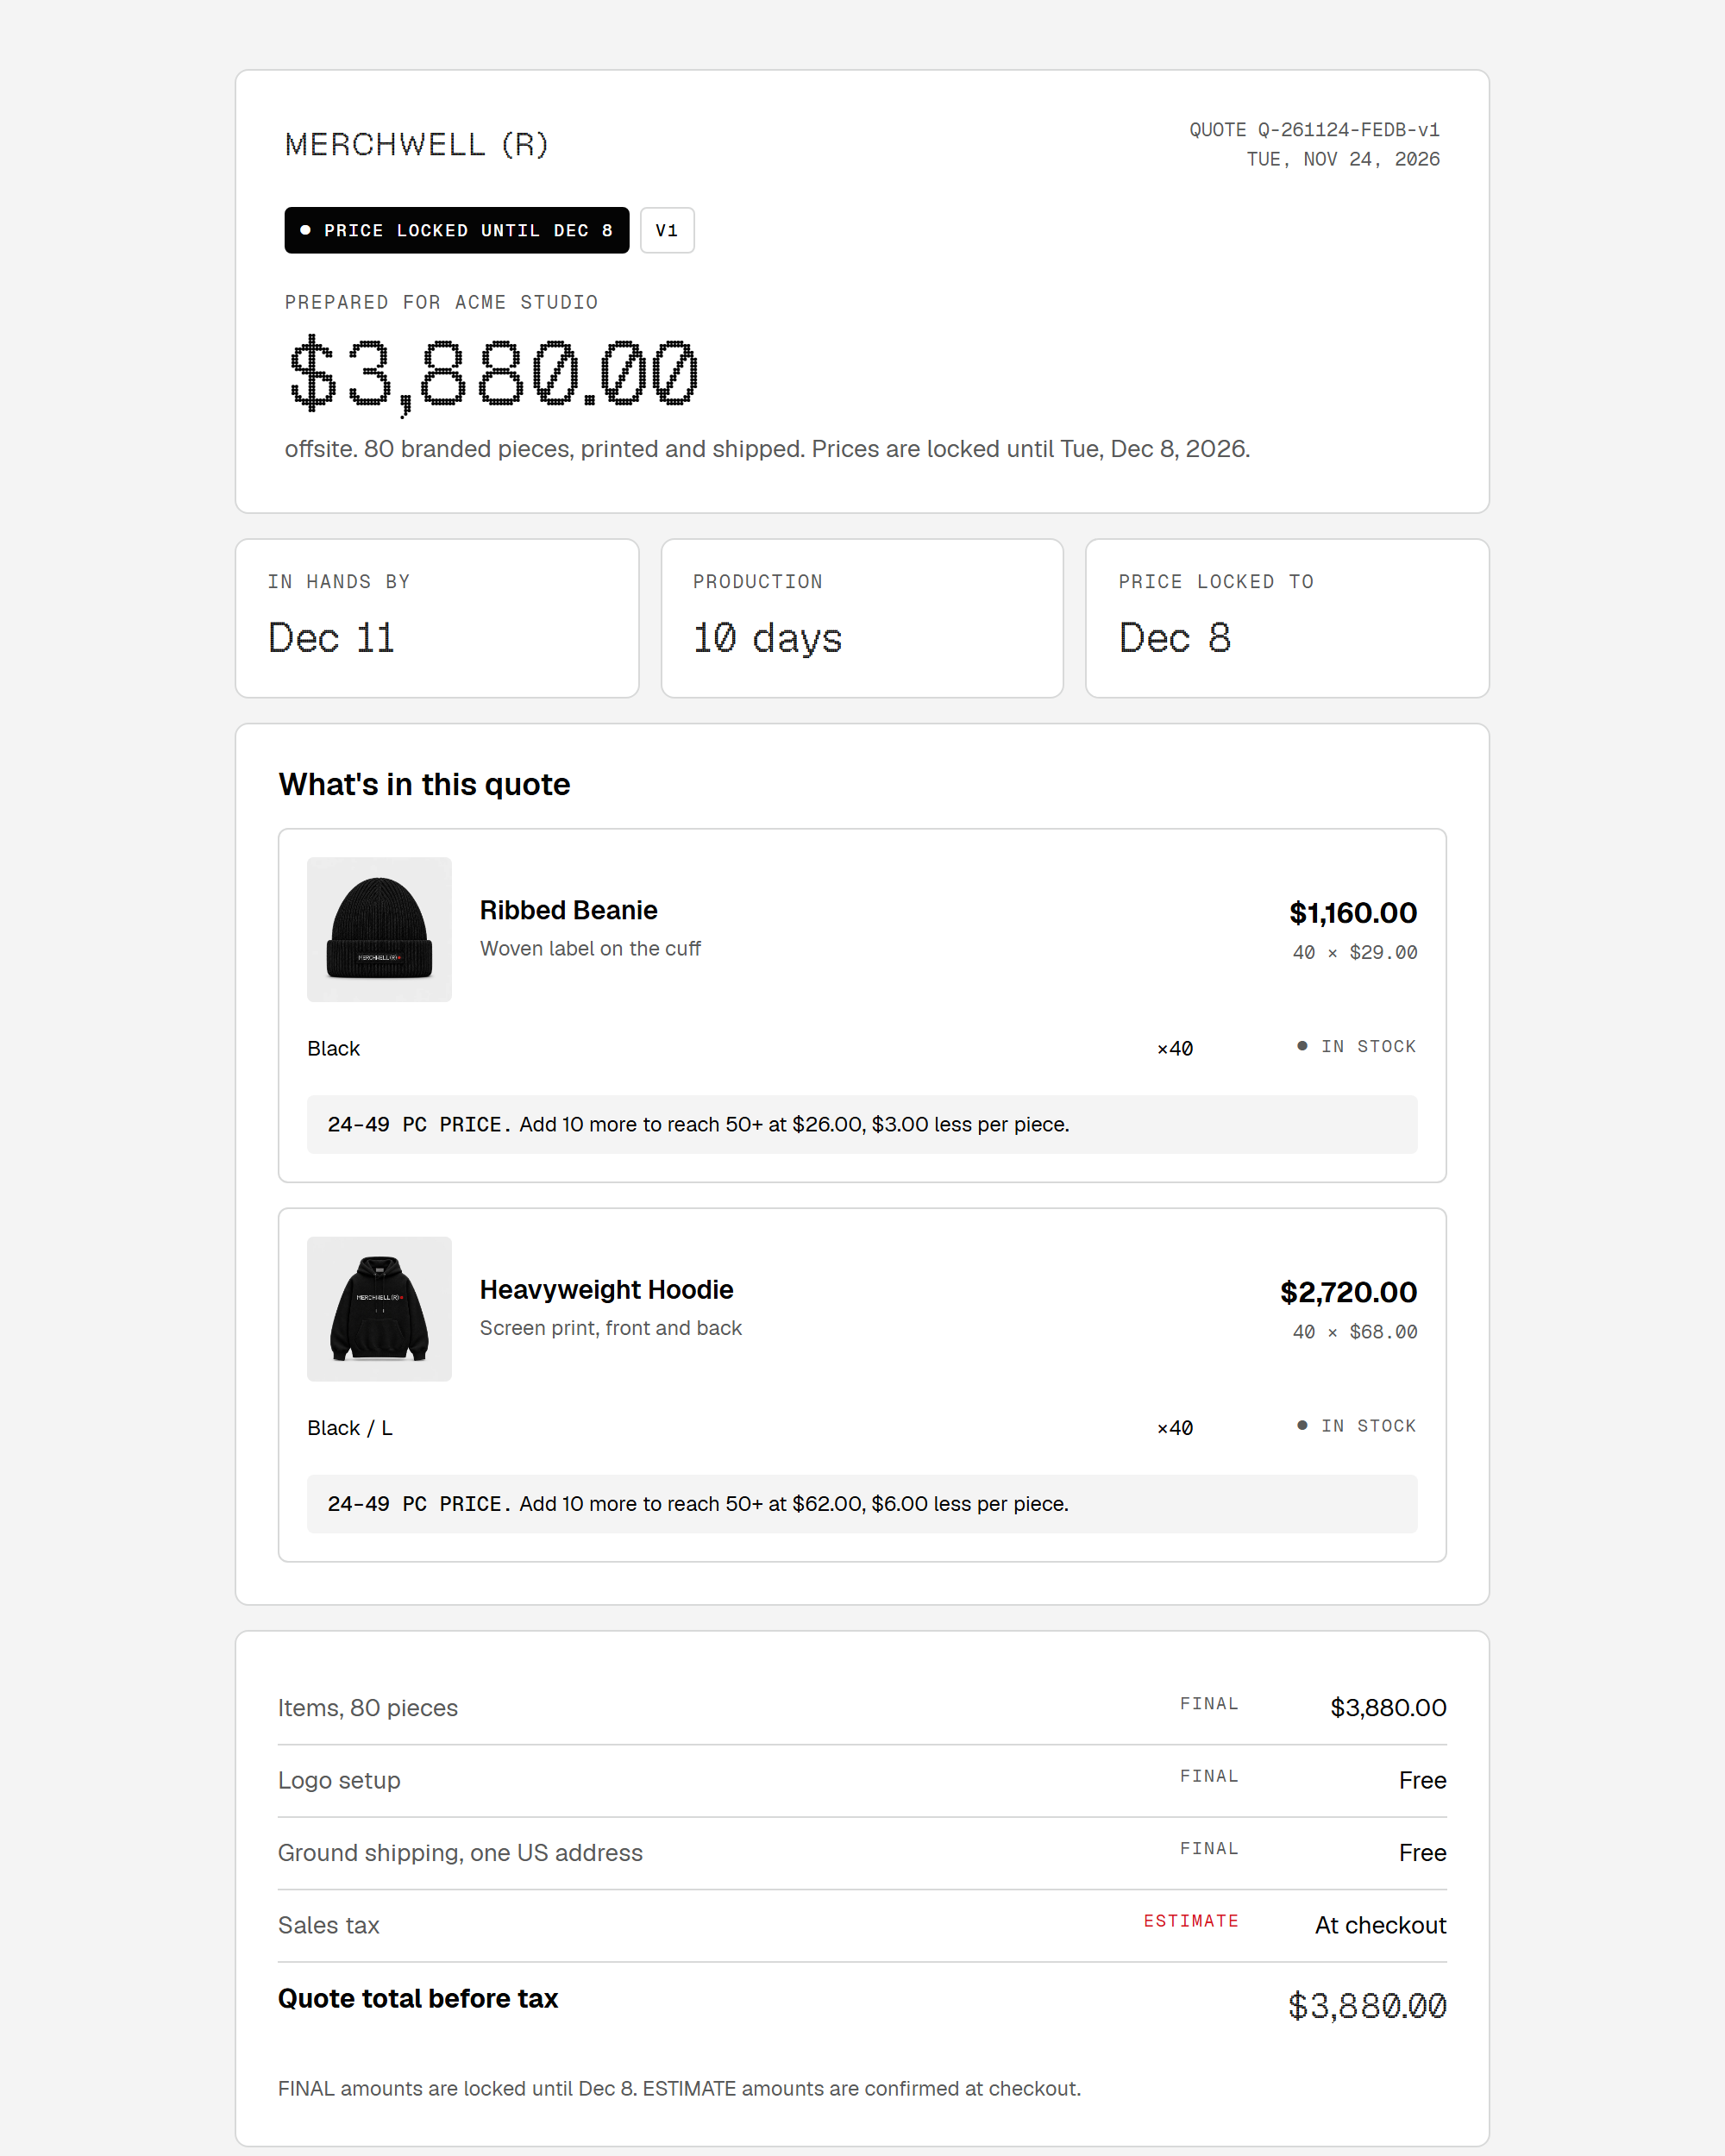 MERCHWELL (R)
QUOTE Q-261124-FEDB-v1
TUE, NOV 24, 2026
PRICE LOCKED UNTIL DEC 8
V1
PREPARED FOR ACME STUDIO
$3,880.00
offsite. 80 branded pieces, printed and shipped. Prices are locked until Tue, Dec 8, 2026.
IN HANDS BY
Dec 11
PRODUCTION
10 days
PRICE LOCKED TO
Dec 8
What's in this quote
MERCHWELL (R)
Ribbed Beanie
Woven label on the cuff
$1,160.00
40 × $29.00
Black
×40
IN STOCK
24–49 PC PRICE. Add 10 more to reach 50+ at $26.00, $3.00 less per piece.
MERCHWELL (R)
Heavyweight Hoodie
Screen print, front and back
$2,720.00
40 × $68.00
Black / L
×40
IN STOCK
24–49 PC PRICE. Add 10 more to reach 50+ at $62.00, $6.00 less per piece.
Items, 80 pieces
FINAL
$3,880.00
Logo setup
FINAL
Free
Ground shipping, one US address
FINAL
Free
Sales tax
ESTIMATE
At checkout
Quote total before tax
$3,880.00
FINAL amounts are locked until Dec 8. ESTIMATE amounts are confirmed at checkout.